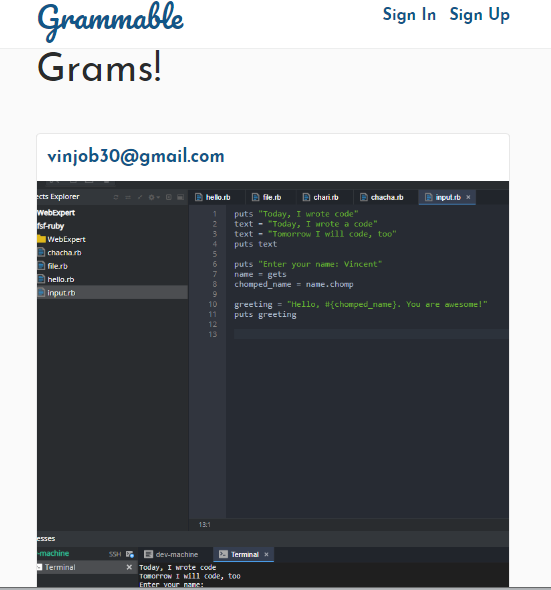 Grammable
Sign In Sign Up
Grams!
vinjob30@gmail.com
ects Explorer
hello.rb file.rb chari.rb chacha.rb input.rb ×
WebExpert
fsf-ruby
WebExpert
chacha.rb
file.rb
hello.rb
input.rb
1 puts "Today, I wrote code"
2 text = "Today, I wrote a code"
3 text = "Tomorrow I will code, too"
4 puts text
5
6 puts "Enter your name: Vincent"
7 name = gets
8 chomped_name = name.chomp
9
10 greeting = "Hello, #{chomped_name}. You are awesome!"
11 puts greeting
12
13
13:1
esses
-machine SSH
dev-machine Terminal ×
Terminal ×
Today, I wrote code
Tomorrow I will code, too
Enter your name: